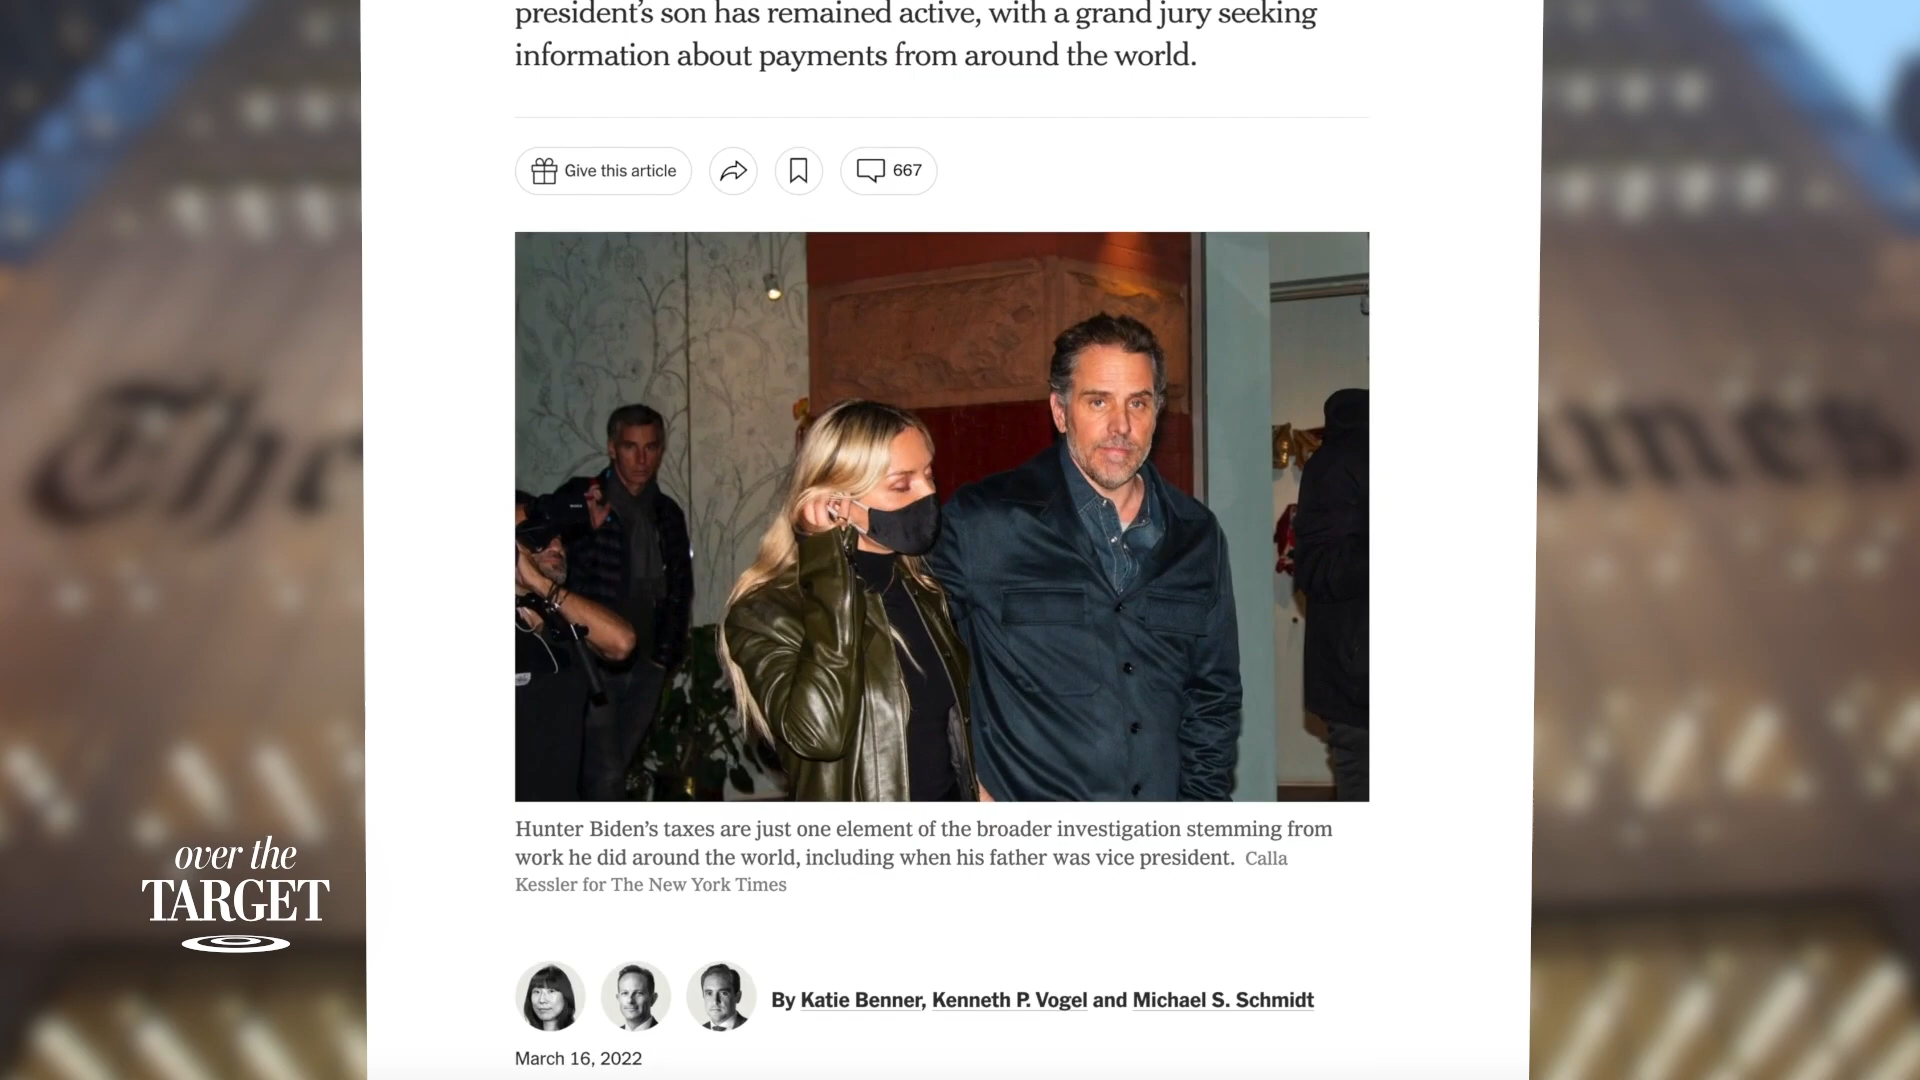 president's son has remained active, with a grand jury seeking
information about payments from around the world.
Give this article
667
Hunter Biden's taxes are just one element of the broader investigation stemming from
work he did around the world, including when his father was vice president. Calla
Kessler for The New York Times
By Katie Benner, Kenneth P. Vogel and Michael S. Schmidt
March 16, 2022
over the
TARGET
The
imes